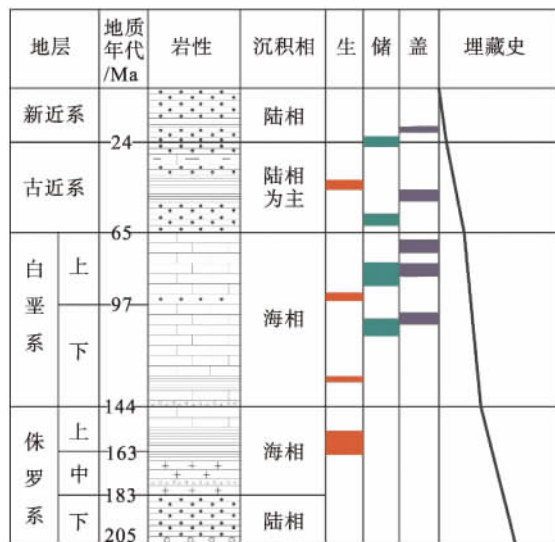 地层
地质
年代
/Ma
岩性
沉积相
生
储
盖
埋藏史
新近系
陆相
24
古近系
陆相
为主
65
白垩系
上
97
海相
下
144
侏罗系
上
163
海相
中
183
下
陆相
205